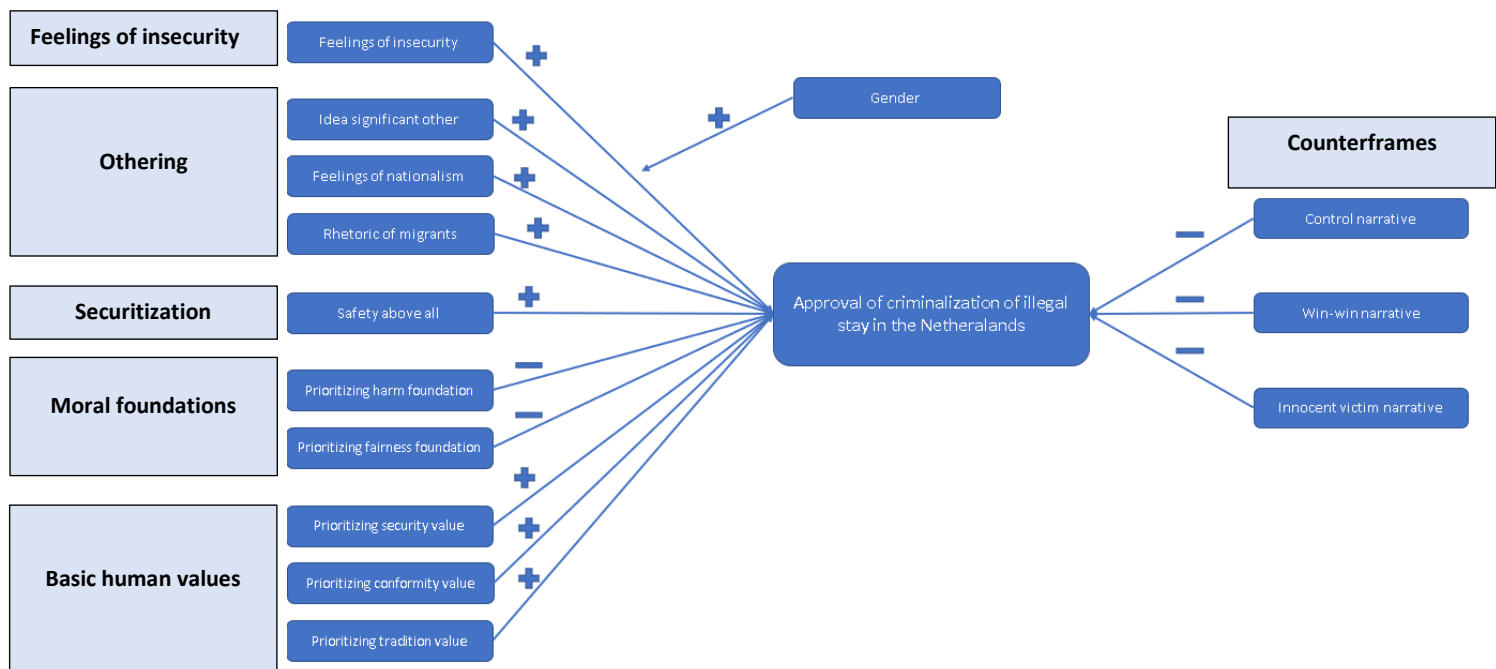 Feelings of insecurity
Feelings of insecurity
Othering
Idea significant other
Feelings of nationalism
Rhetoric of migrants
Securitization
Safety above all
Moral foundations
Prioritizing harm foundation
Prioritizing fairness foundation
Basic human values
Prioritizing security value
Prioritizing conformity value
Prioritizing tradition value
Gender
Approval of criminalization of illegal
stay in the Netheralands
Counterframes
Control narrative
Win-win narrative
Innocent victim narrative